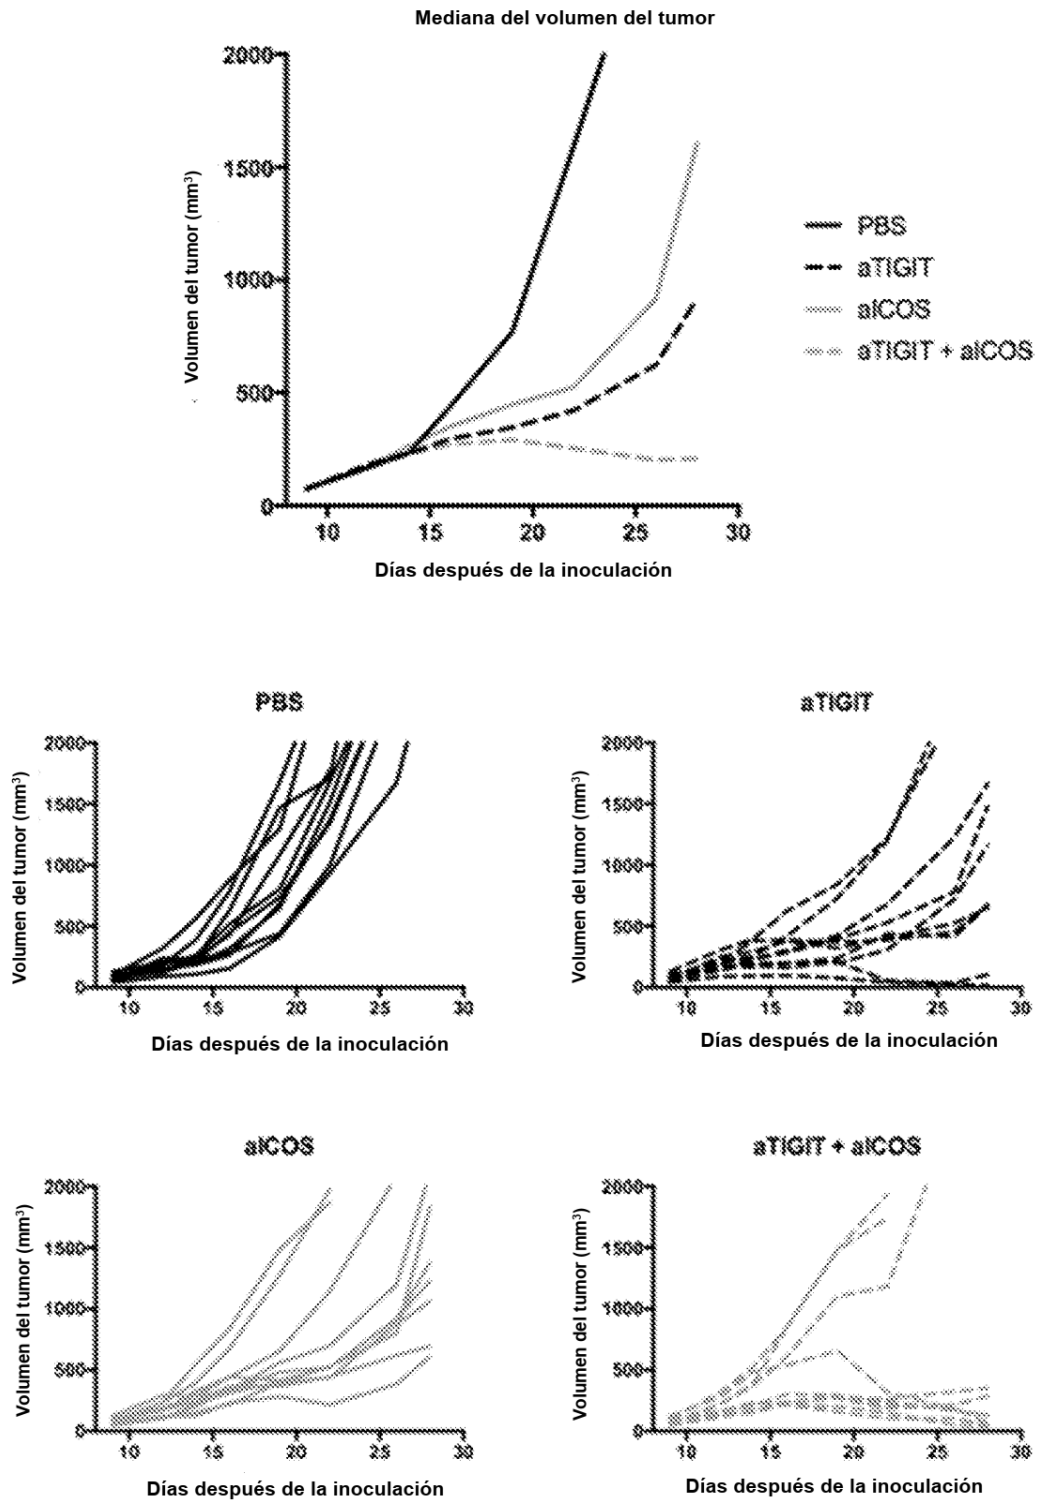 Mediana del volumen del tumor
2000
1500
1000
500
0
Volumen del tumor (mm³)
10 15 20 25 30
Días después de la inoculación
PBS
aTIGIT
aICOS
aTIGIT + aICOS
PBS
2000
1500
1000
500
0
Volumen del tumor (mm³)
10 15 20 25 30
Días después de la inoculación
aTIGIT
2000
1500
1000
500
0
Volumen del tumor (mm³)
10 15 20 25 30
Días después de la inoculación
aICOS
2000
1500
1000
500
0
Volumen del tumor (mm³)
10 15 20 25 30
Días después de la inoculación
aTIGIT + aICOS
2000
1500
1000
500
0
Volumen del tumor (mm³)
10 15 20 25 30
Días después de la inoculación